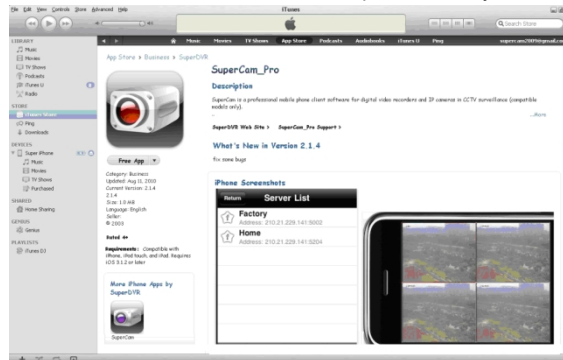 File Edit View Controls Store Advanced Help
iTunes
Search Store
LIBRARY
Music
Movies
TV Shows
Podcasts
iTunes U
Radio
STORE
iTunes Store
Ping
Downloads
DEVICES
Super iPhone
Music
Movies
TV Shows
Purchased
SHARED
Home Sharing
GENIUS
Genius
PLAYLISTS
iTunes DJ
Music Movies TV Shows App Store Podcasts Audiobooks iTunes U Ping
App Store > Business > SuperDVR
SuperCam_Pro
Description
SuperCam is a professional mobile phone client software for digital video recorders and IP cameras in CCTV surveillance (compatible
models only).
...More
SuperDVR Web Site > SuperCam_Pro Support >
What's New in Version 2.1.4
fix some bugs
Free App
Category: Business
Updated: Aug 11, 2010
Current Version: 2.1.4
2.1.4
Size: 1.0 MB
Language: English
Seller:
© 2003
Rated 4+
Requirements: Compatible with
iPhone, iPod touch, and iPad. Requires
iOS 3.1.2 or later
More iPhone Apps by
SuperDVR
SuperCam
iPhone Screenshots
Return Server List
Factory
Address: 210.21.229.141:5002
Home
Address: 210.21.229.141:5204